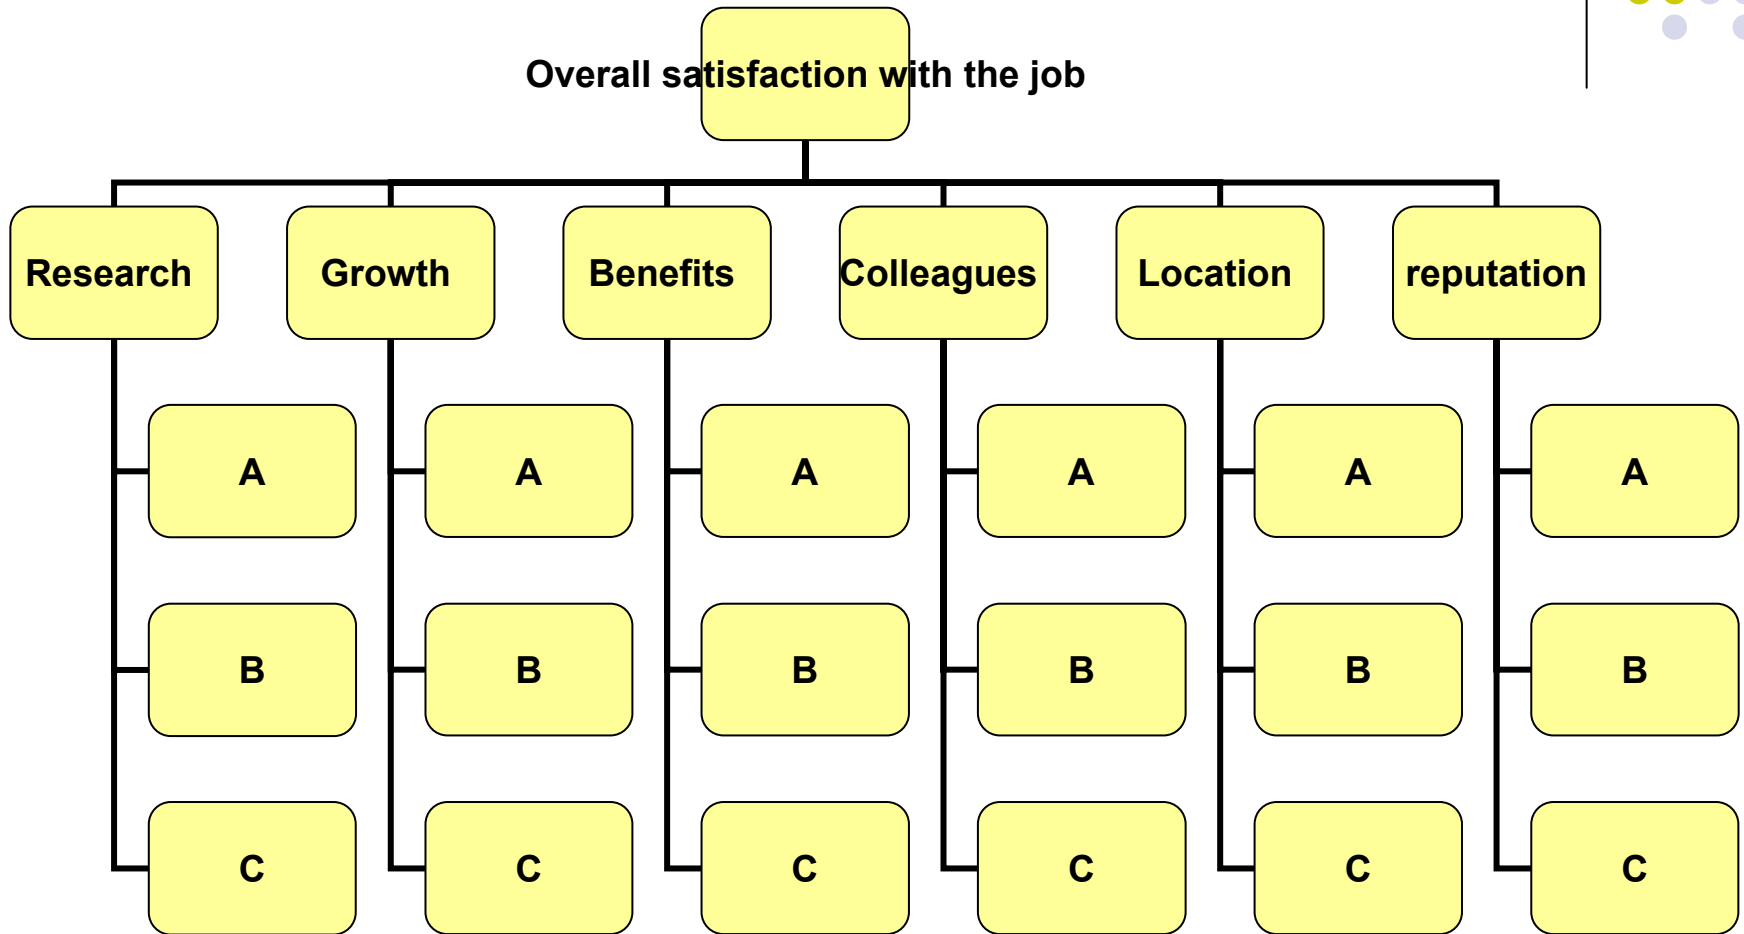 Overall satisfaction with the job
Research Growth Benefits Colleagues Location reputation
A A A A A A
B B B B B B
C C C C C C